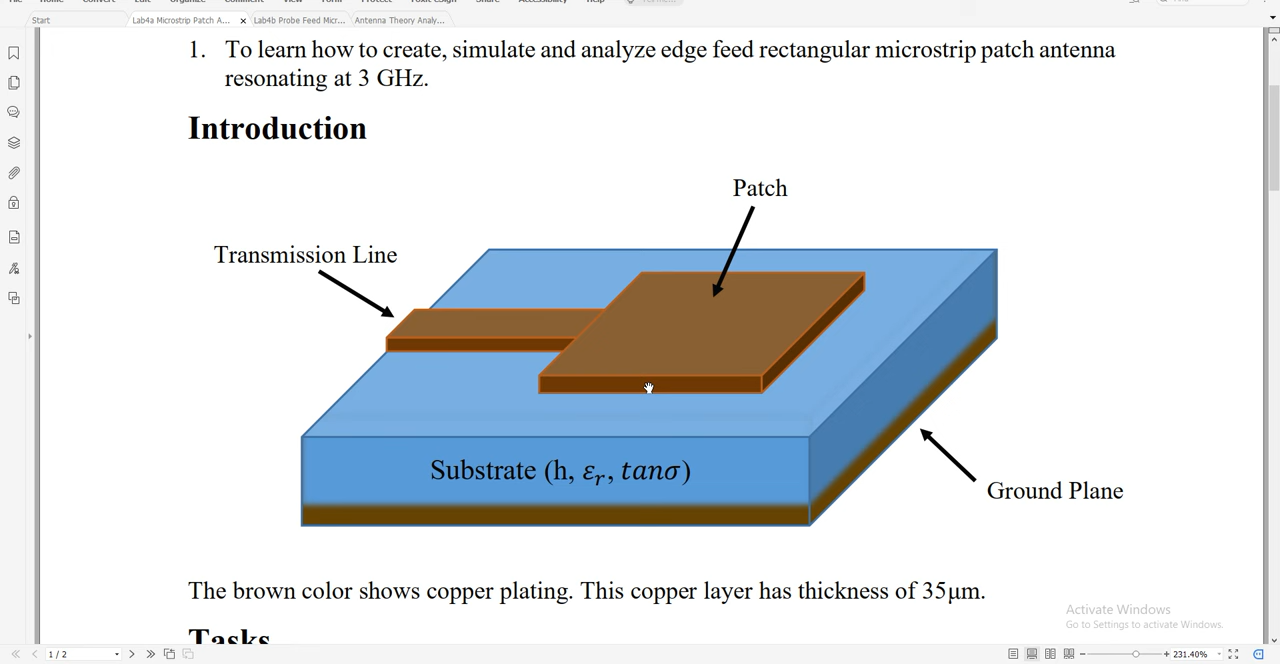 Start
Lab4a Microstrip Patch A...
Lab4b Probe Feed Micr...
Antenna Theory Analy...
1. To learn how to create, simulate and analyze edge feed rectangular microstrip patch antenna
resonating at 3 GHz.
Introduction
Patch
Transmission Line
Substrate (h, εr, tanσ)
Ground Plane
The brown color shows copper plating. This copper layer has thickness of 35μm.
Activate Windows
Go to Settings to activate Windows.
Tasks
1 / 2
231.40%